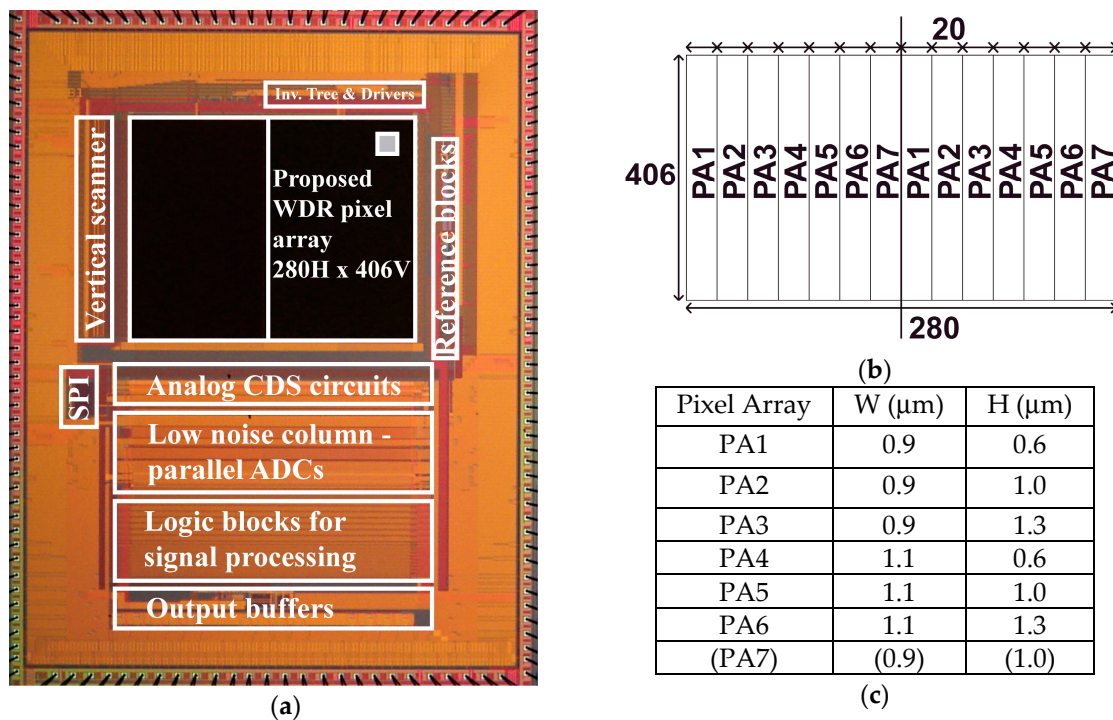 Inv. Tree & Drivers
Vertical scanner
Proposed
WDR pixel
array
280H x 406V
Reference blocks
SPI
Analog CDS circuits
Low noise column -
parallel ADCs
Logic blocks for
signal processing
Output buffers
(a)
20
406
PA1 PA2 PA3 PA4 PA5 PA6 PA7 PA1 PA2 PA3 PA4 PA5 PA6 PA7
280
(b)
Pixel Array W (μm) H (μm)
PA1 0.9 0.6
PA2 0.9 1.0
PA3 0.9 1.3
PA4 1.1 0.6
PA5 1.1 1.0
PA6 1.1 1.3
(PA7) (0.9) (1.0)
(c)